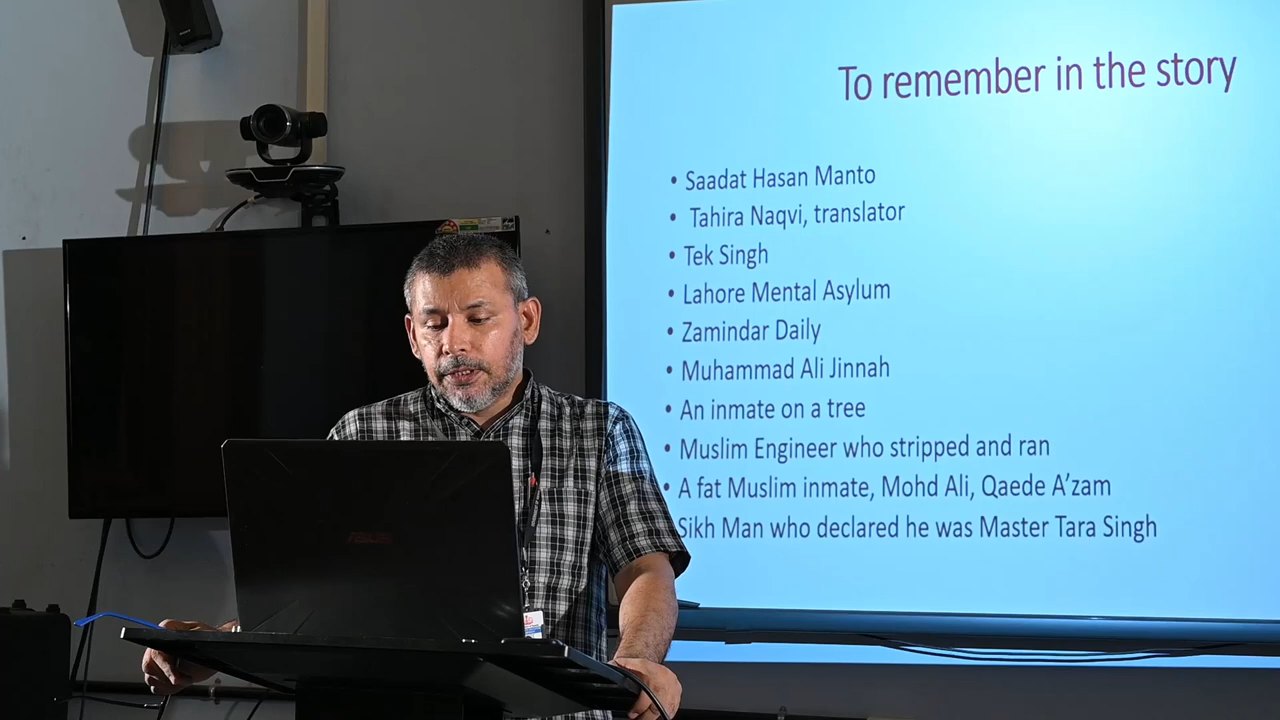 To remember in the story
• Saadat Hasan Manto
• Tahira Naqvi, translator
• Tek Singh
• Lahore Mental Asylum
• Zamindar Daily
• Muhammad Ali Jinnah
• An inmate on a tree
• Muslim Engineer who stripped and ran
• A fat Muslim inmate, Mohd Ali, Qaede A’zam
Sikh Man who declared he was Master Tara Singh